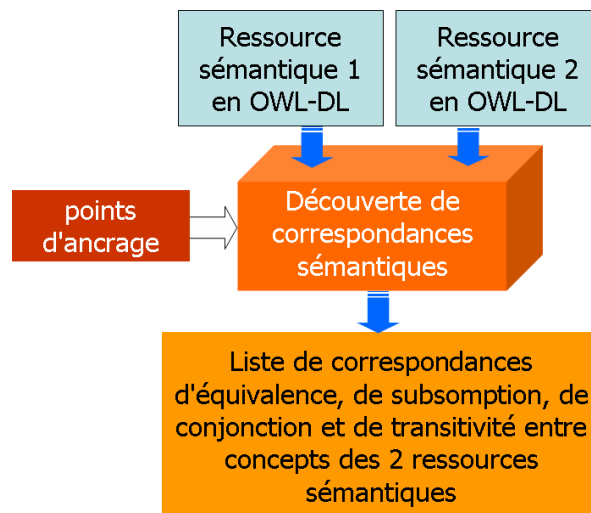 Ressource
sémantique 1
en OWL-DL
Ressource
sémantique 2
en OWL-DL
points
d'ancrage
Découverte de
correspondances
sémantiques
Liste de correspondances
d'équivalence, de subsomption, de
conjonction et de transitivité entre
concepts des 2 ressources
sémantiques